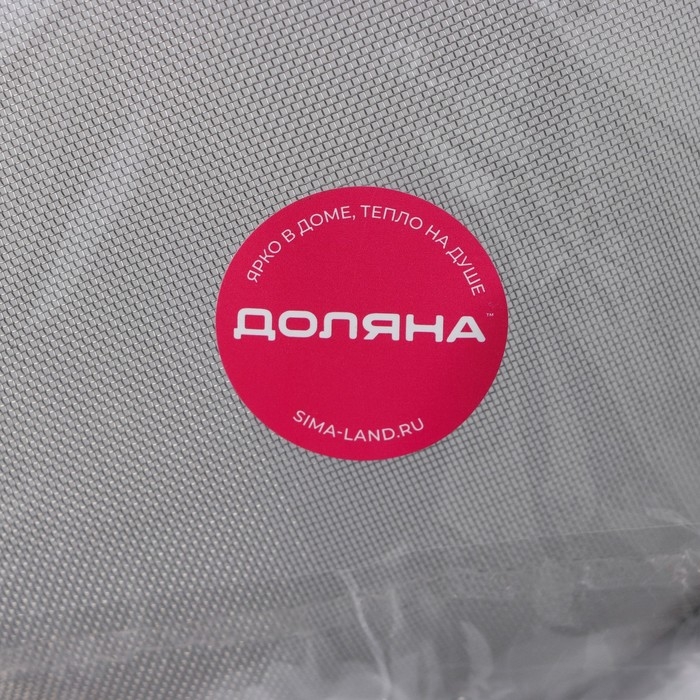 ЯРКО В ДОМЕ, ТЕПЛО НА ДУШЕ
ДОЛЯНА™
SIMA-LAND.RU